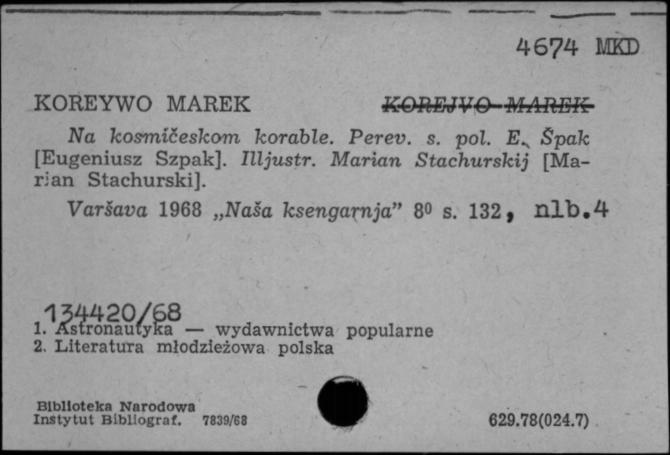 4674 MKD
KOREYWO MAREK KOREJVO MAREK
Na kosmičeskom korable. Perev. s. pol. E. Špak
[Eugeniusz Szpak]. Illjustr. Marian Stachurskij [Ma-
rian Stachurski].
Varšava 1968 „Naša ksengarnja” 8⁰ s. 132, nlb.4
134420/68
1. Astronautyka — wydawnictwa popularne
2. Literatura młodzieżowa polska
Biblioteka Narodowa
Instytut Bibliograf. 7839/68 629.78(024.7)